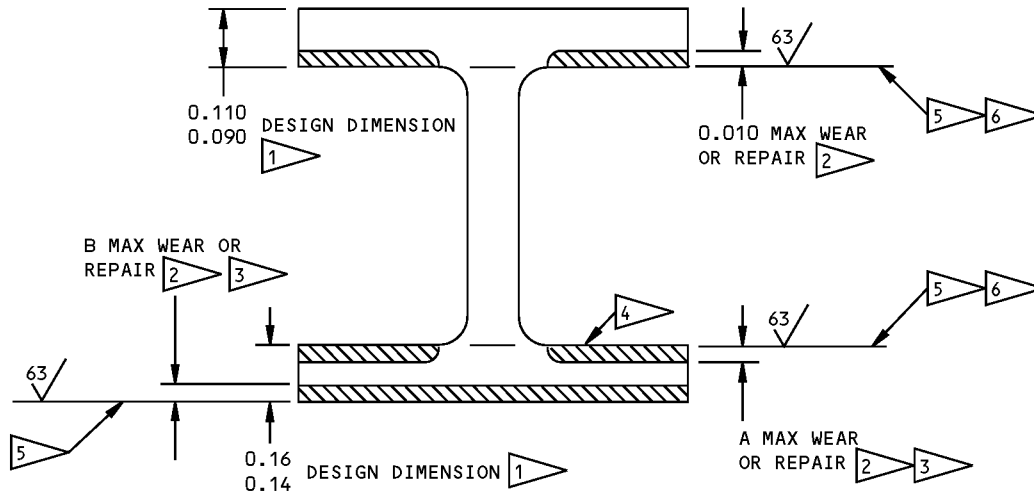 63
0.110
0.090
DESIGN DIMENSION
1
0.010 MAX WEAR
OR REPAIR 2
5 6
B MAX WEAR OR
REPAIR 2 3
4
63
5 6
63
5
0.16
0.14
DESIGN DIMENSION 1
A MAX WEAR
OR REPAIR 2 3